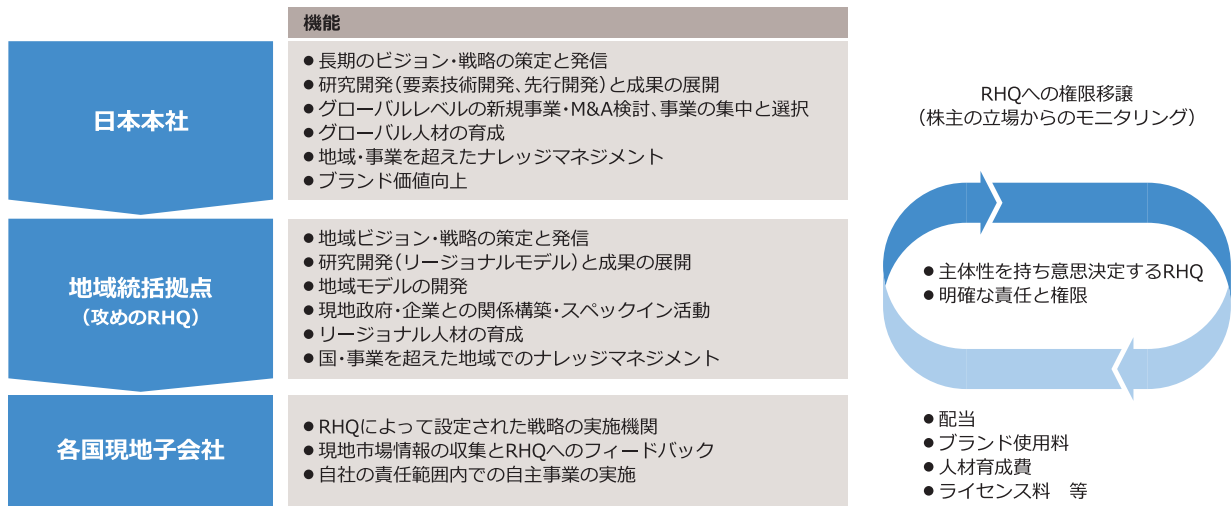 機能
日本本社
●長期のビジョン・戦略の策定と発信
●研究開発(要素技術開発、先行開発)と成果の展開
●グローバルレベルの新規事業・M&A検討、事業の集中と選択
●グローバル人材の育成
●地域・事業を超えたナレッジマネジメント
●ブランド価値向上
地域統括拠点
(攻めのRHQ)
●地域ビジョン・戦略の策定と発信
●研究開発(リージョナルモデル)と成果の展開
●地域モデルの開発
●現地政府・企業との関係構築・スペックイン活動
●リージョナル人材の育成
●国・事業を超えた地域でのナレッジマネジメント
各国現地子会社
●RHQによって設定された戦略の実施機関
●現地市場情報の収集とRHQへのフィードバック
●自社の責任範囲内での自主事業の実施
RHQへの権限移譲
(株主の立場からのモニタリング)
●主体性を持ち意思決定するRHQ
●明確な責任と権限
●配当
●ブランド使用料
●人材育成費
●ライセンス料 等